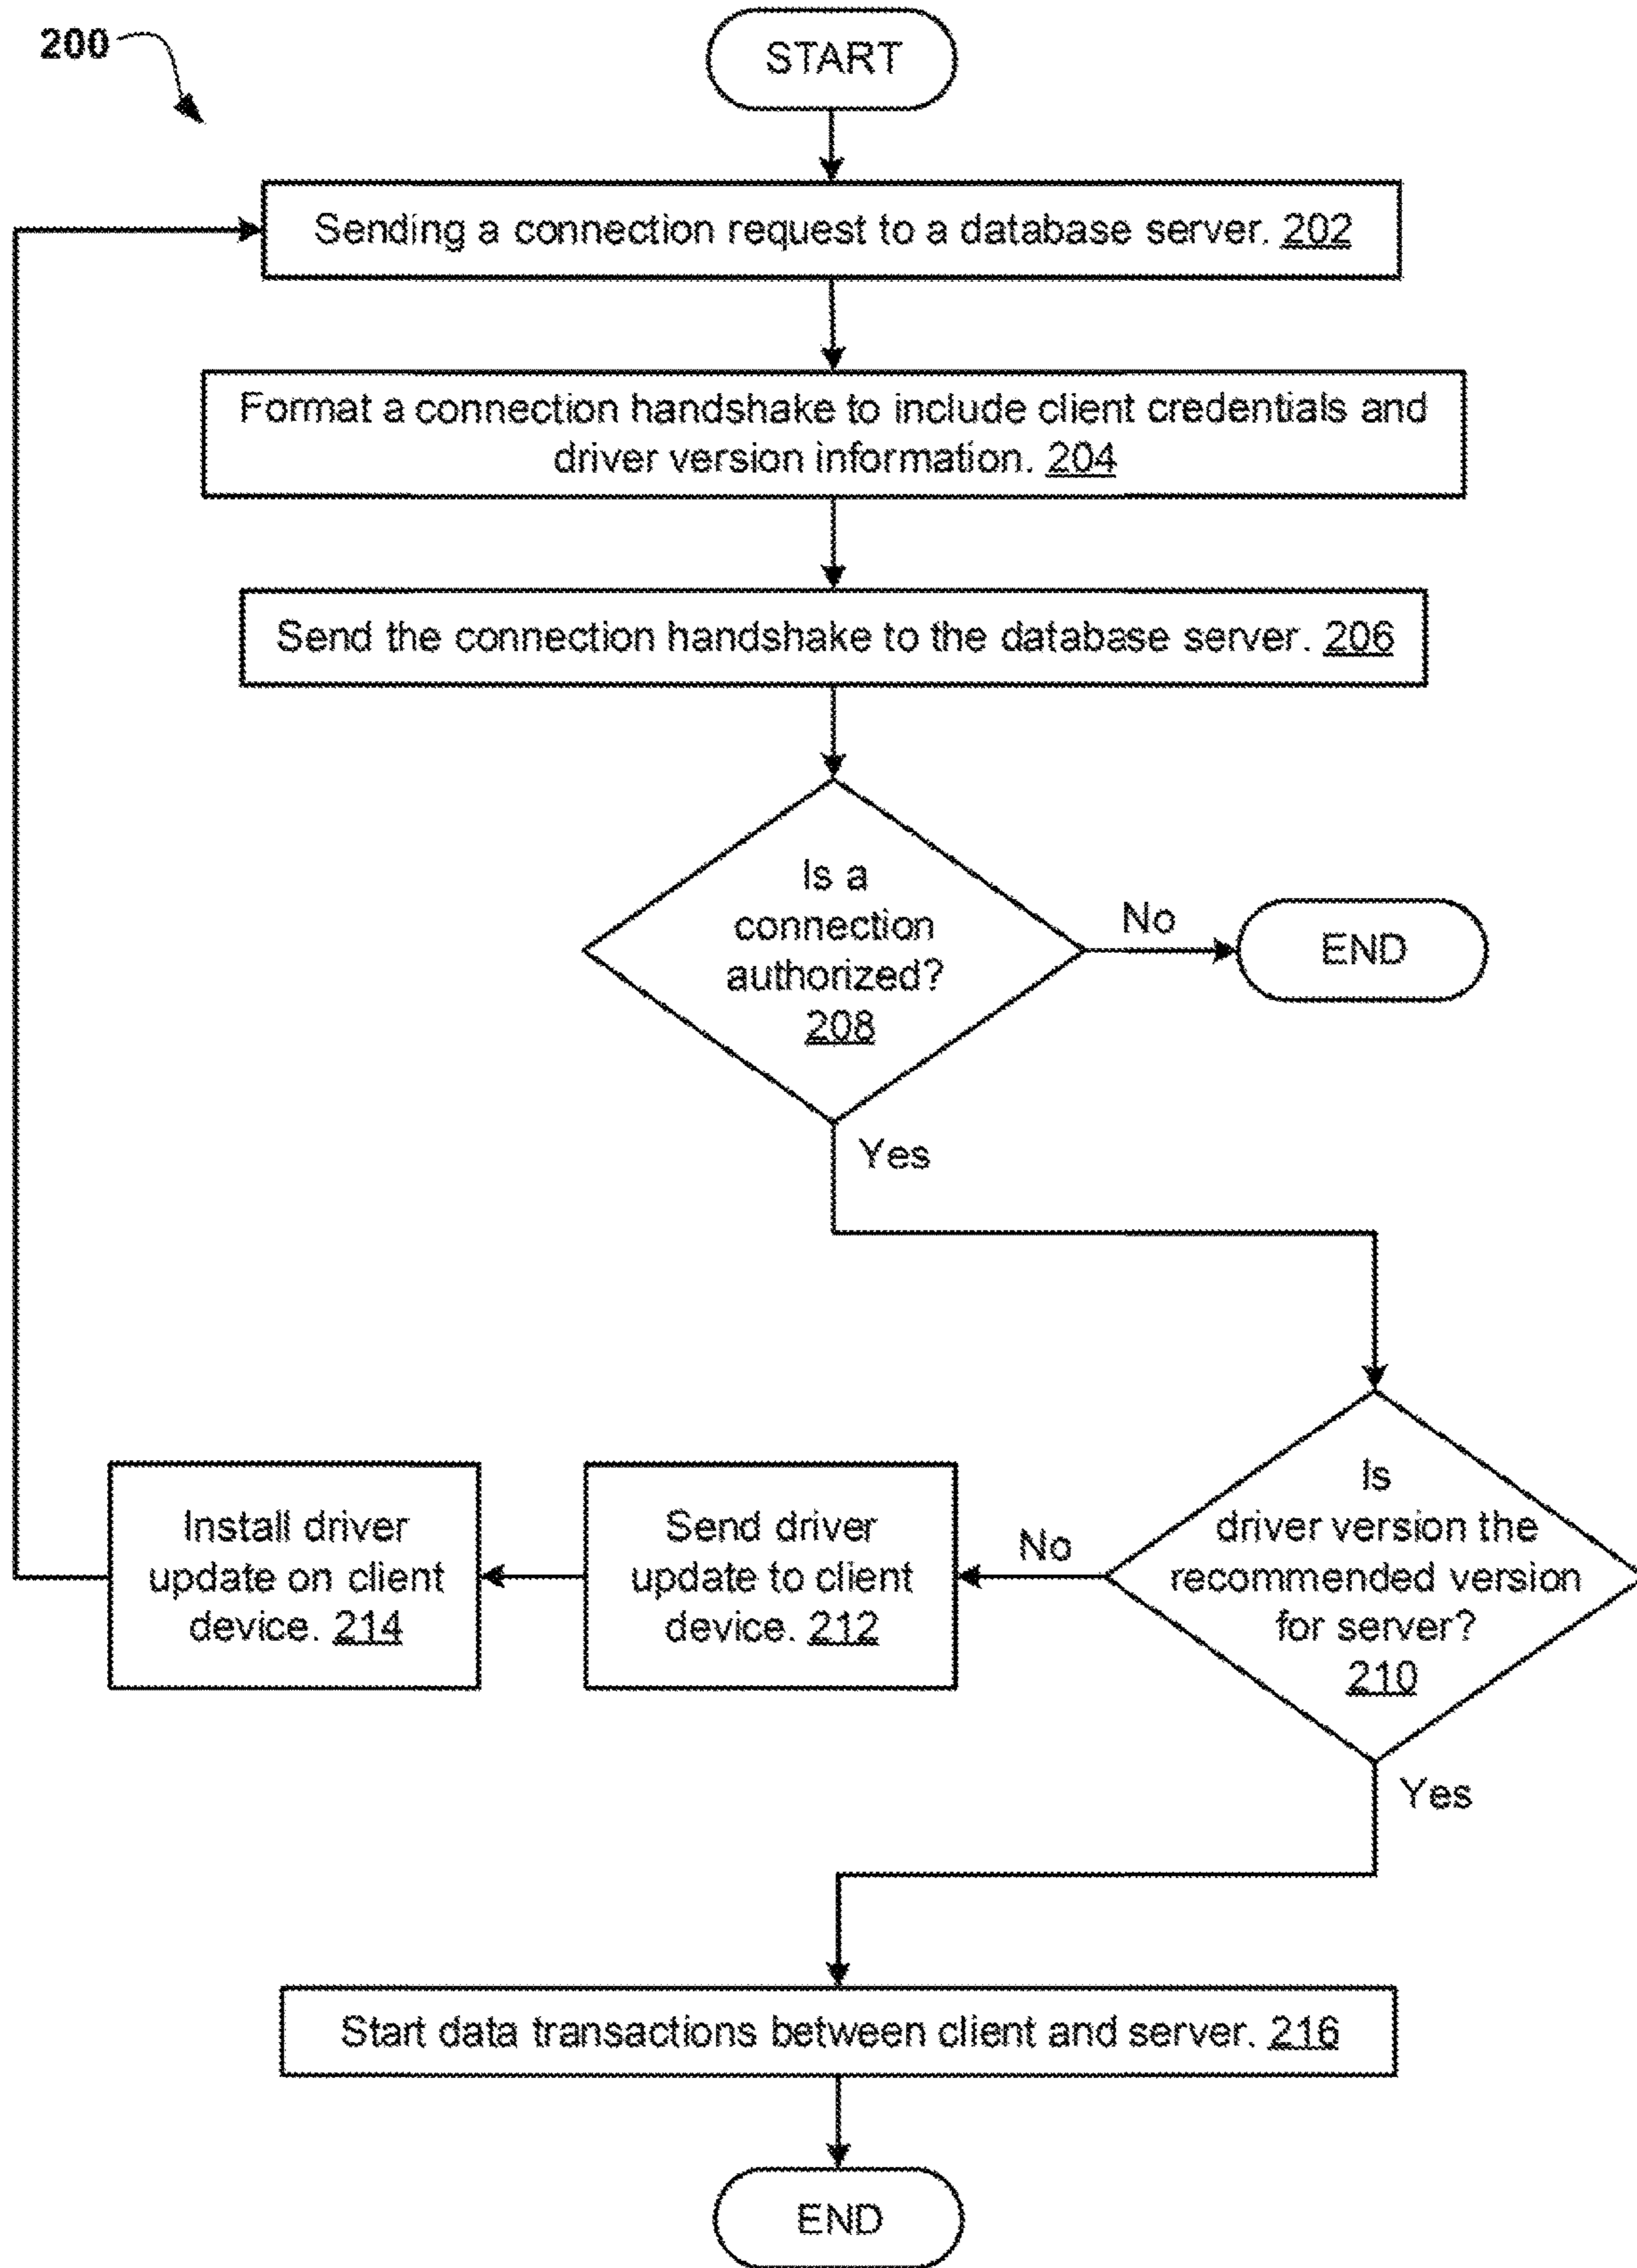 200
START
Sending a connection request to a database server. 202
Format a connection handshake to include client credentials and
driver version information. 204
Send the connection handshake to the database server. 206
Is a
connection
authorized?
208
No
END
Yes
Is
driver version the
recommended version
for server?
210
No
Send driver
update to client
device. 212
Install driver
update on client
device. 214
Yes
Start data transactions between client and server. 216
END